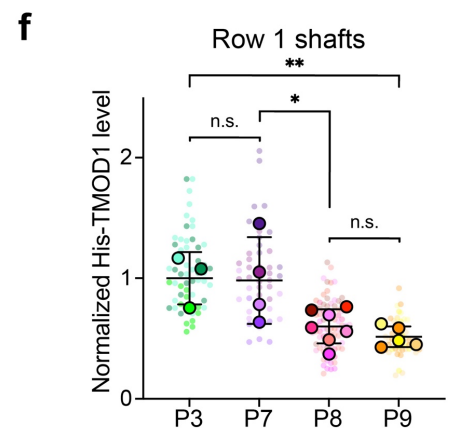 f
Row 1 shafts
**
*
n.s.
n.s.
Normalized His-TMOD1 level
2
1
0
P3 P7 P8 P9